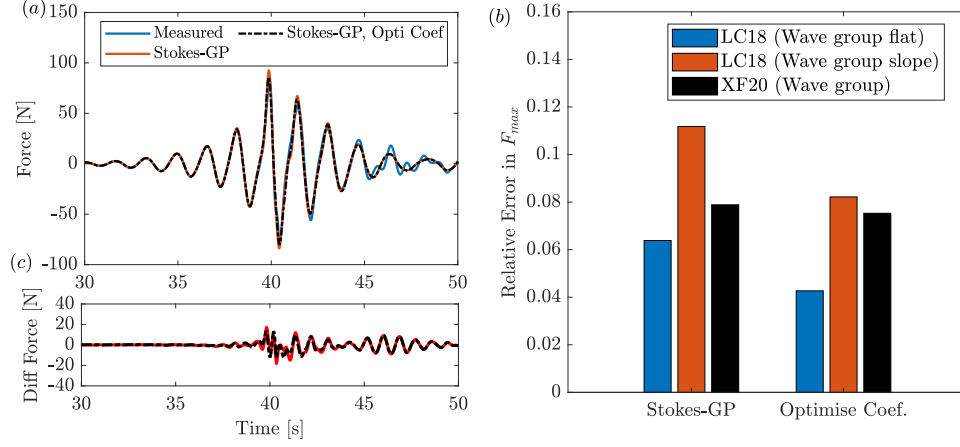 (a)
Measured
Stokes-GP
Stokes-GP, Opti Coef
150
100
50
0
-50
-100
Force [N]
30 35 40 45 50
(c)
40
20
0
-20
-40
Diff Force [N]
30 35 40 45 50
Time [s]
(b)
0.16
0.14
0.12
0.1
0.08
0.06
0.04
0.02
0
Relative Error in F_max
LC18 (Wave group flat)
LC18 (Wave group slope)
XF20 (Wave group)
Stokes-GP Optimise Coef.